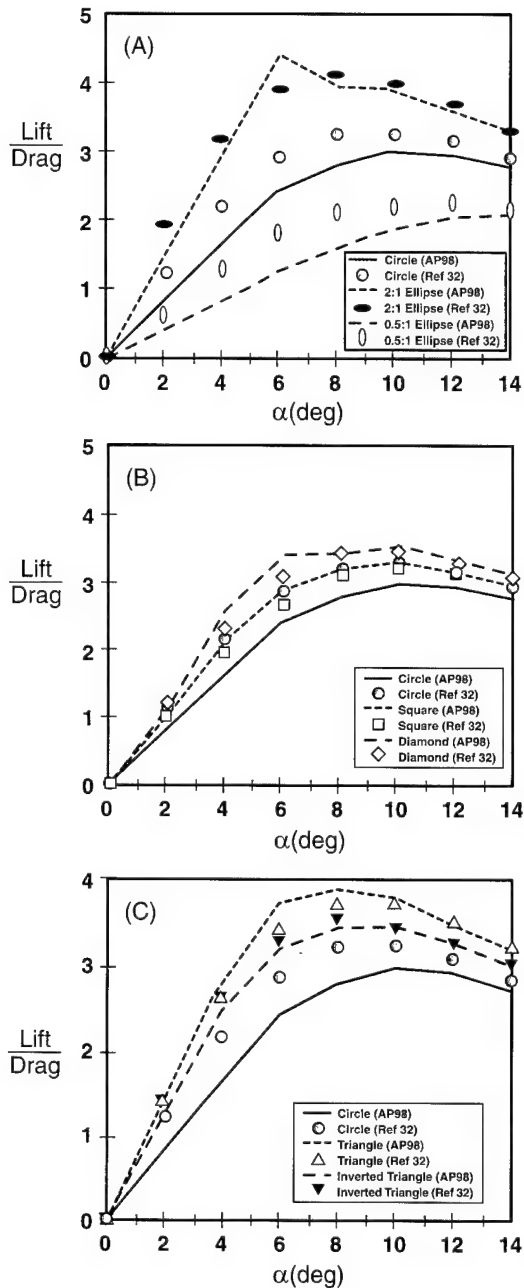 5
(A)
4
3
Lift
Drag
2
1
0
Circle (AP98)
Circle (Ref 32)
2:1 Ellipse (AP98)
2:1 Ellipse (Ref 32)
0.5:1 Ellipse (AP98)
0.5:1 Ellipse (Ref 32)
0 2 4 6 8 10 12 14
α(deg)
5
(B)
4
3
Lift
Drag
2
1
0
Circle (AP98)
Circle (Ref 32)
Square (AP98)
Square (Ref 32)
Diamond (AP98)
Diamond (Ref 32)
0 2 4 6 8 10 12 14
α(deg)
4
(C)
3
Lift
Drag
2
1
0
Circle (AP98)
Circle (Ref 32)
Triangle (AP98)
Triangle (Ref 32)
Inverted Triangle (AP98)
Inverted Triangle (Ref 32)
0 2 4 6 8 10 12 14
α(deg)